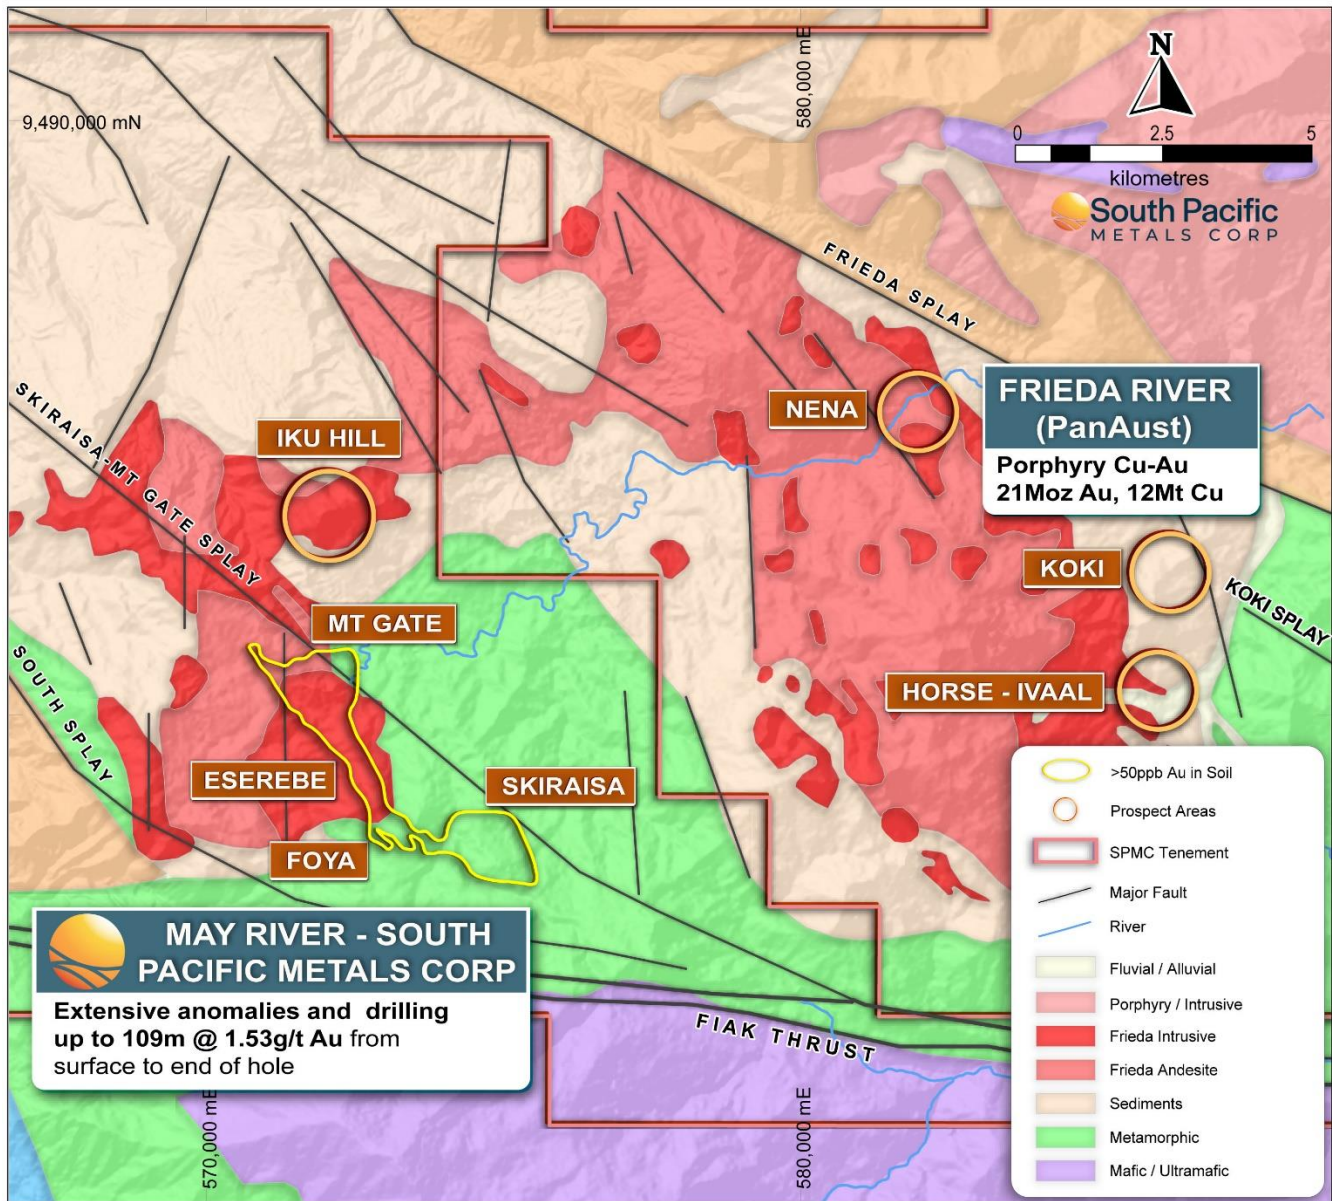 9,490,000 mN
580,000 mE
N
0 2.5 5
kilometres
South Pacific
METALS CORP
FRIEDA SPLAY
SKIRAISA-MT GATE SPLAY
IKU HILL
NENA
FRIEDA RIVER
(PanAust)
Porphyry Cu-Au
21Moz Au, 12Mt Cu
KOKI
KOKI SPLAY
MT GATE
SOUTH SPLAY
HORSE - IVAAL
ESEREBE
SKIRAISA
FOYA
MAY RIVER - SOUTH
PACIFIC METALS CORP
Extensive anomalies and drilling
up to 109m @ 1.53g/t Au from
surface to end of hole
FIAK THRUST
570,000 mE
580,000 mE
>50ppb Au in Soil
Prospect Areas
SPMC Tenement
Major Fault
River
Fluvial / Alluvial
Porphyry / Intrusive
Frieda Intrusive
Frieda Andesite
Sediments
Metamorphic
Mafic / Ultramafic